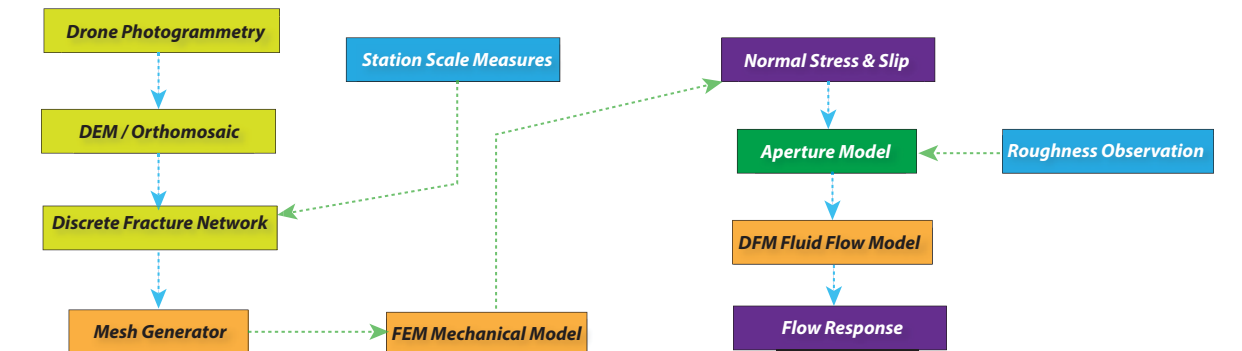 Drone Photogrammetry
Station Scale Measures
Normal Stress & Slip
DEM / Orthomosaic
Aperture Model
Roughness Observation
Discrete Fracture Network
DFM Fluid Flow Model
Mesh Generator
FEM Mechanical Model
Flow Response